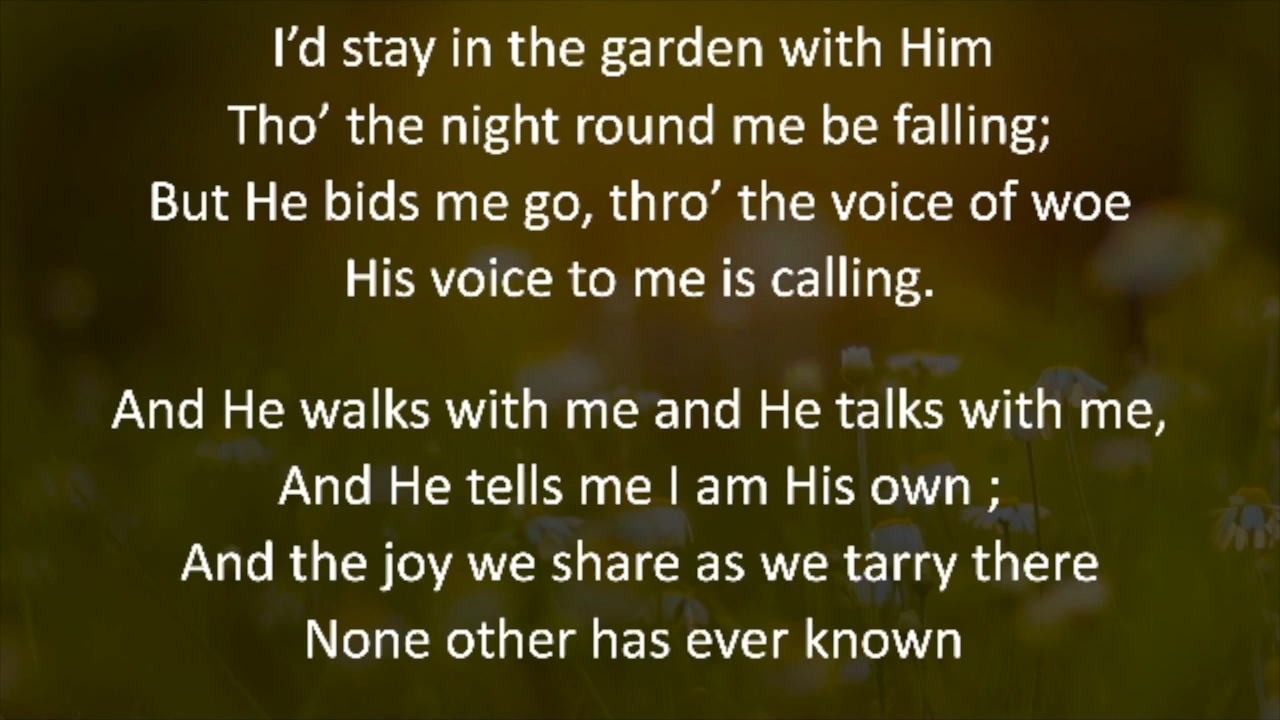 I’d stay in the garden with Him
Tho’ the night round me be falling;
But He bids me go, thro’ the voice of woe
His voice to me is calling.
And He walks with me and He talks with me,
And He tells me I am His own ;
And the joy we share as we tarry there
None other has ever known